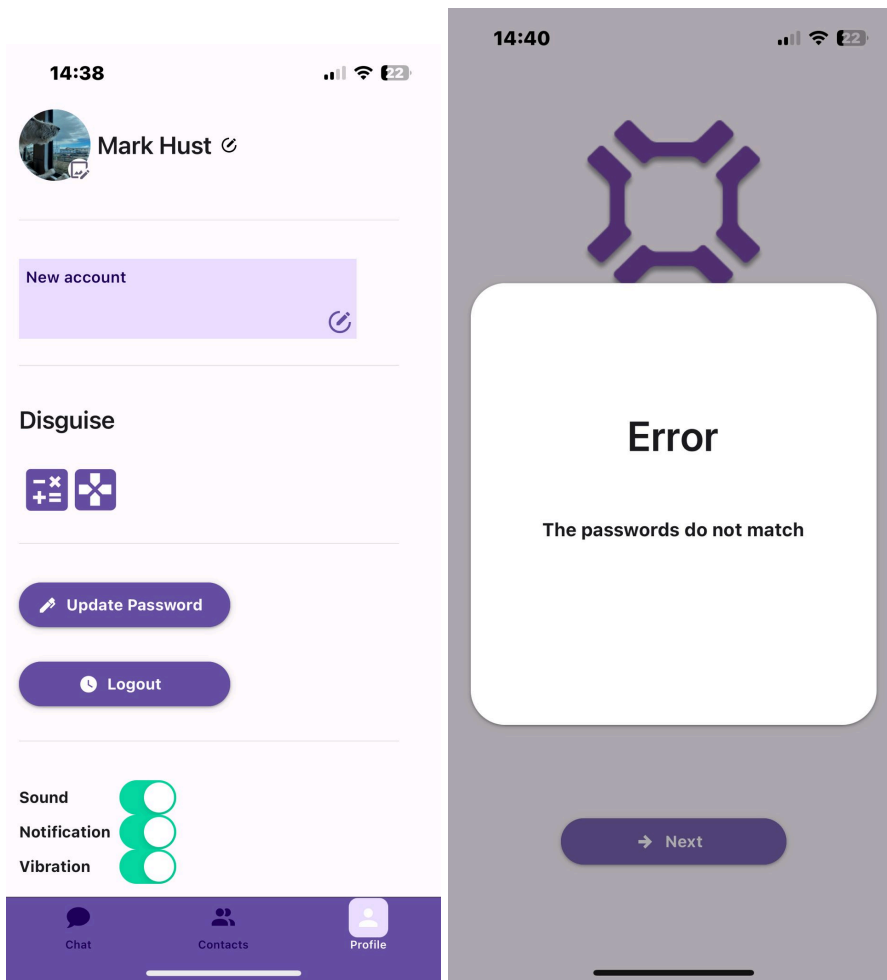 14:38
22
Mark Hust
New account
Disguise
Update Password
Logout
Sound
Notification
Vibration
Chat
Contacts
Profile
14:40
22
Error
The passwords do not match
Next